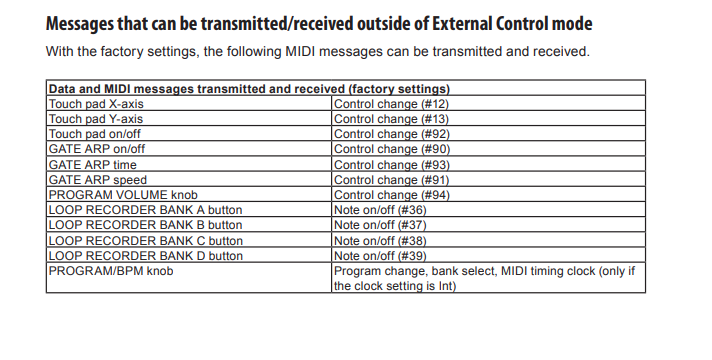 Messages that can be transmitted/received outside of External Control mode
With the factory settings, the following MIDI messages can be transmitted and received.
Data and MIDI messages transmitted and received (factory settings)
Touch pad X-axis Control change (#12)
Touch pad Y-axis Control change (#13)
Touch pad on/off Control change (#92)
GATE ARP on/off Control change (#90)
GATE ARP time Control change (#93)
GATE ARP speed Control change (#91)
PROGRAM VOLUME knob Control change (#94)
LOOP RECORDER BANK A button Note on/off (#36)
LOOP RECORDER BANK B button Note on/off (#37)
LOOP RECORDER BANK C button Note on/off (#38)
LOOP RECORDER BANK D button Note on/off (#39)
PROGRAM/BPM knob Program change, bank select, MIDI timing clock (only if
the clock setting is Int)